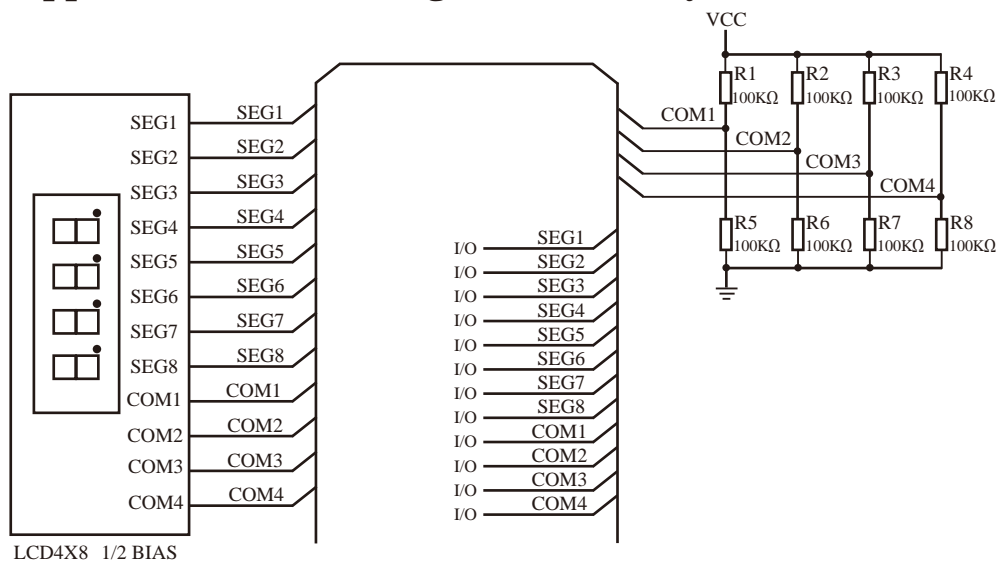 VCC
R1
100KΩ
R2
100KΩ
R3
100KΩ
R4
100KΩ
COM1
COM2
COM3
COM4
R5
100KΩ
R6
100KΩ
R7
100KΩ
R8
100KΩ
SEG1 SEG1
SEG2 SEG2
SEG3 SEG3
SEG4 SEG4
SEG5 SEG5
SEG6 SEG6
SEG7 SEG7
SEG8 SEG8
COM1 COM1
COM2 COM2
COM3 COM3
COM4 COM4
I/O SEG1
I/O SEG2
I/O SEG3
I/O SEG4
I/O SEG5
I/O SEG6
I/O SEG7
I/O SEG8
I/O COM1
I/O COM2
I/O COM3
I/O COM4
LCD4X8 1/2 BIAS